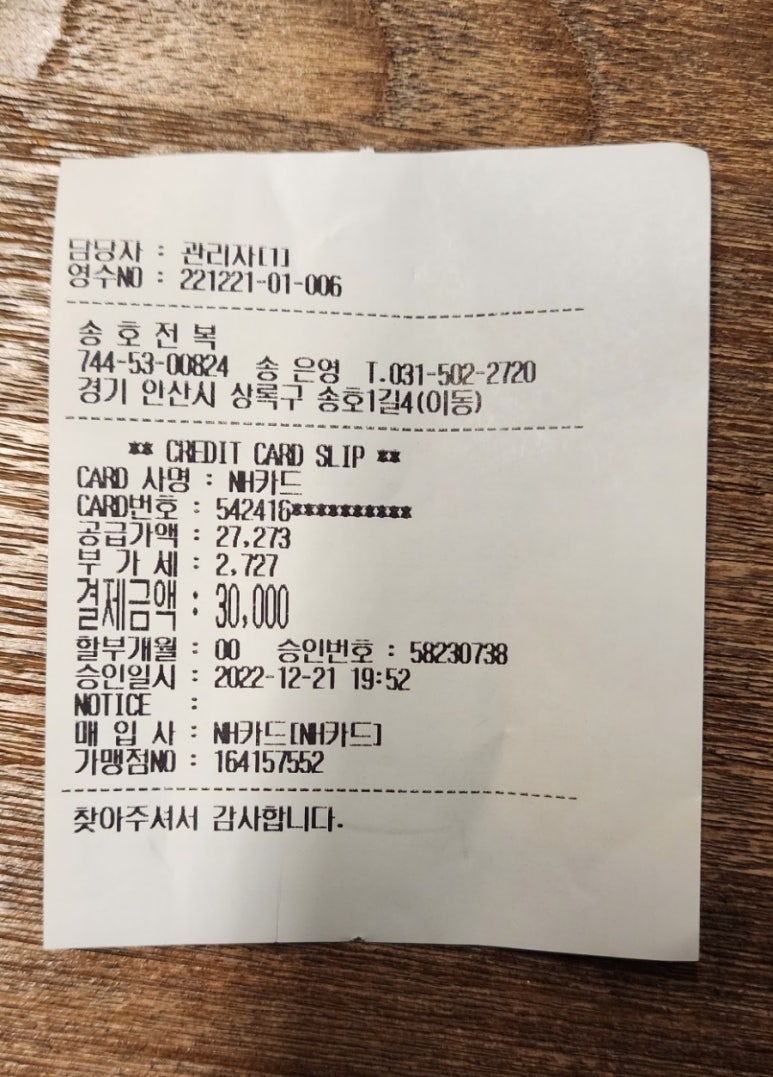 담당자 : 관리자[1]
영수NO : 221221-01-006
송 호 전 복
744-53-00824 송 은영 T.031-502-2720
경기 안산시 상록구 송호1길4(이동)
** CREDIT CARD SLIP **
CARD 사명 : NH카드
CARD번호 : 542416**********
공급가액 : 27,273
부 가 세 : 2,727
결제금액 : 30,000
할부개월 : 00 승인번호 : 58230738
승인일시 : 2022-12-21 19:52
NOTICE :
매 입 사 : NH카드[NH카드]
가맹점NO : 164157552
찾아주셔서 감사합니다.